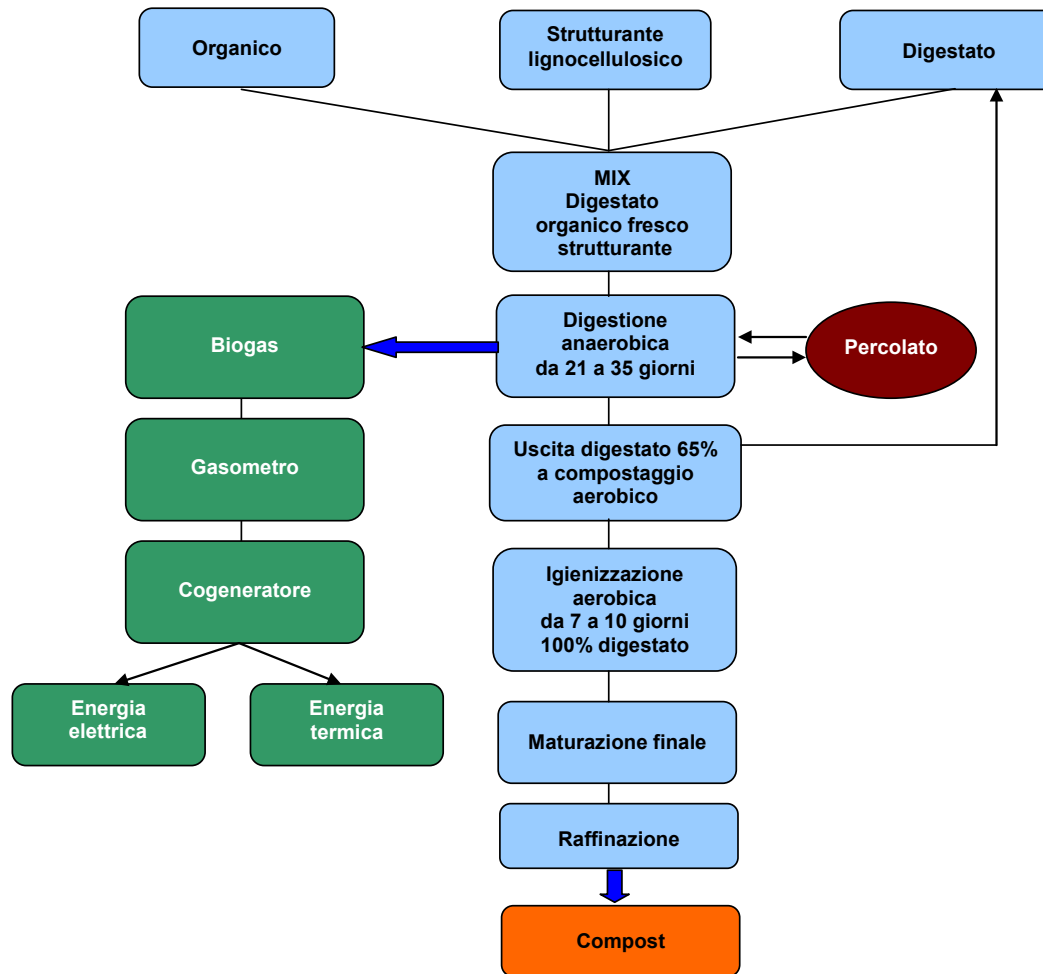 Organico
Strutturante
lignocellulosico
Digestato
MIX
Digestato
organico fresco
strutturante
Biogas
Digestione
anaerobica
da 21 a 35 giorni
Percolato
Gasometro
Uscita digestato 65%
a compostaggio
aerobico
Cogeneratore
Igienizzazione
aerobica
da 7 a 10 giorni
100% digestato
Energia
elettrica
Energia
termica
Maturazione finale
Raffinazione
Compost